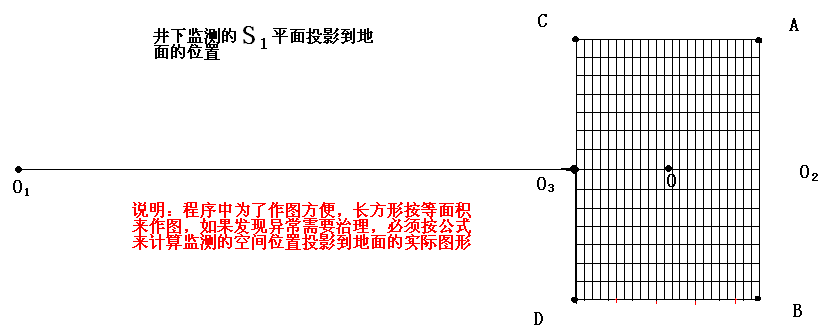 井下监测的 S1 平面投影到地
面的位置
C
A
O1
O3
O
O2
说明：程序中为了作图方便，长方形按等面积
来作图，如果发现异常需要治理，必须按公式
来计算监测的空间位置投影到地面的实际图形
D
B